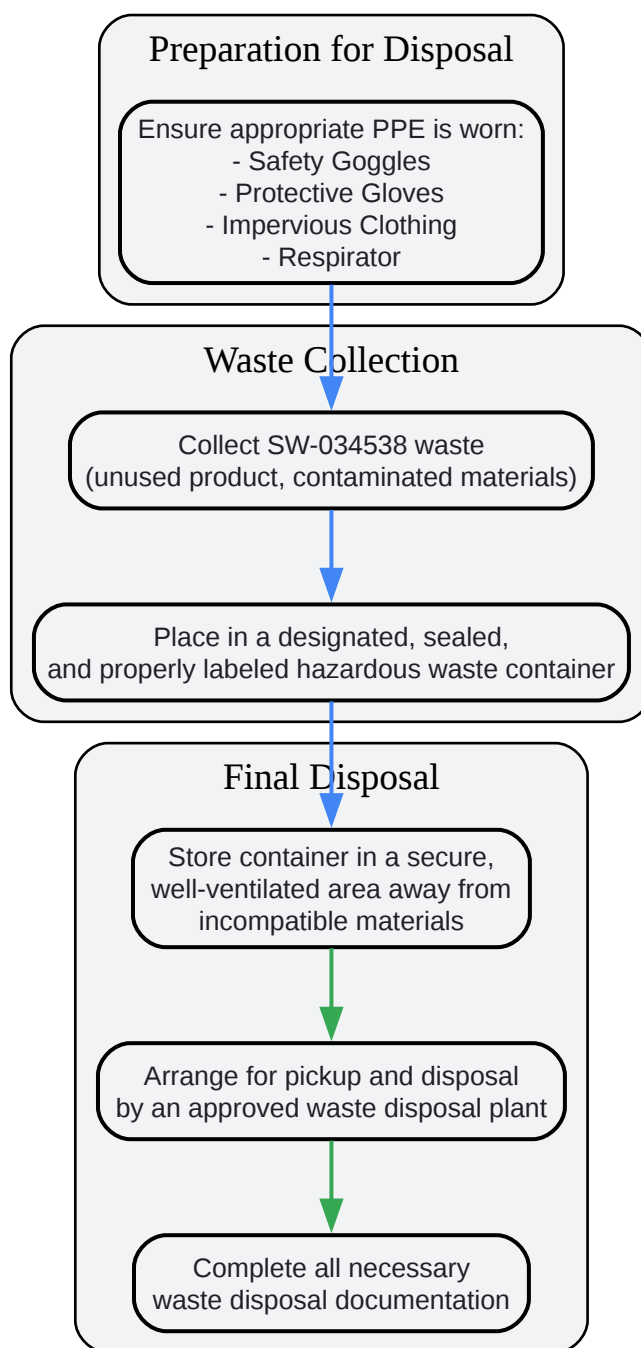 Preparation for Disposal
Ensure appropriate PPE is worn:
- Safety Goggles
- Protective Gloves
- Impervious Clothing
- Respirator
Waste Collection
Collect SW-034538 waste
(unused product, contaminated materials)
Place in a designated, sealed,
and properly labeled hazardous waste container
Final Disposal
Store container in a secure,
well-ventilated area away from
incompatible materials
Arrange for pickup and disposal
by an approved waste disposal plant
Complete all necessary
waste disposal documentation